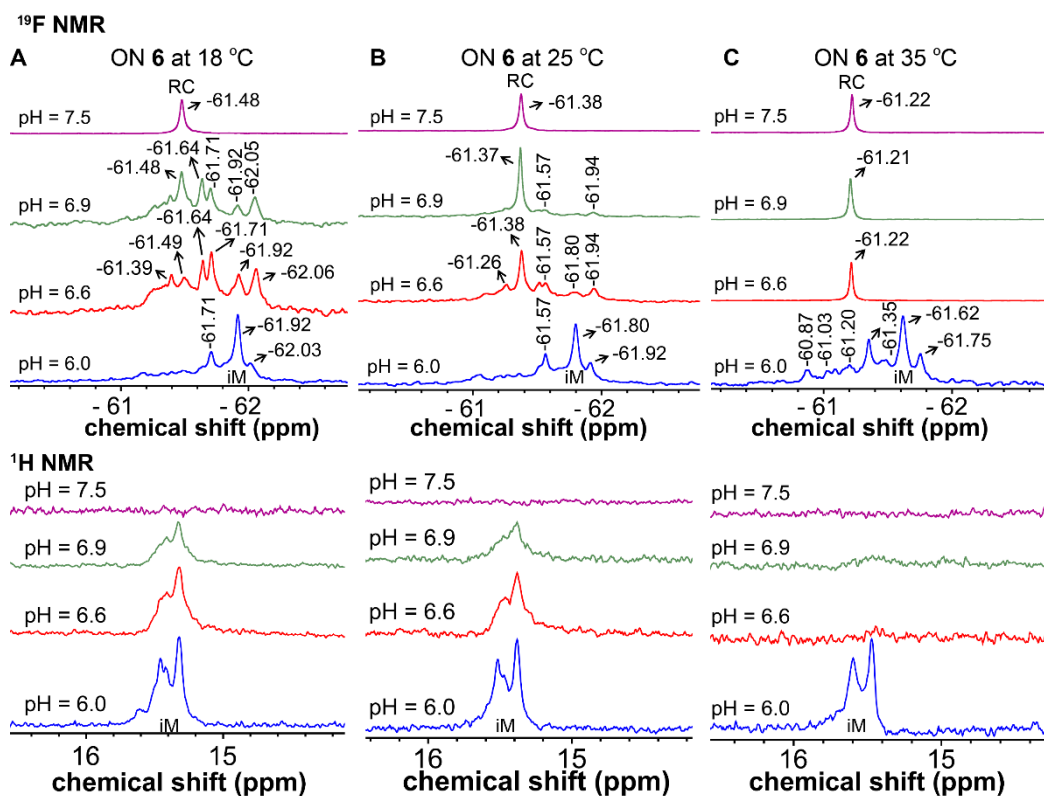 ¹⁹F NMR
A
ON 6 at 18 °C
RC
-61.48
pH = 7.5
-61.64
-61.71
-61.92
-62.05
-61.48
pH = 6.9
-61.64
-61.71
-61.49
-61.92
-61.39
-62.06
pH = 6.6
-61.71
-61.92
-62.03
pH = 6.0
iM
- 61
- 62
chemical shift (ppm)
B
ON 6 at 25 °C
RC
-61.38
pH = 7.5
-61.37
-61.57
-61.94
pH = 6.9
-61.38
-61.57
-61.80
-61.94
-61.26
pH = 6.6
-61.57
-61.80
-61.92
pH = 6.0
iM
- 61
- 62
chemical shift (ppm)
C
ON 6 at 35 °C
RC
-61.22
pH = 7.5
-61.21
pH = 6.9
-61.22
pH = 6.6
-60.87
-61.03
-61.20
-61.35
-61.31
-61.62
-61.75
pH = 6.0
iM
- 61
- 62
chemical shift (ppm)
¹H NMR
pH = 7.5
pH = 6.9
pH = 6.6
pH = 6.0
iM
16
15
chemical shift (ppm)
pH = 7.5
pH = 6.9
pH = 6.6
pH = 6.0
iM
16
15
chemical shift (ppm)
pH = 7.5
pH = 6.9
pH = 6.6
pH = 6.0
iM
16
15
chemical shift (ppm)